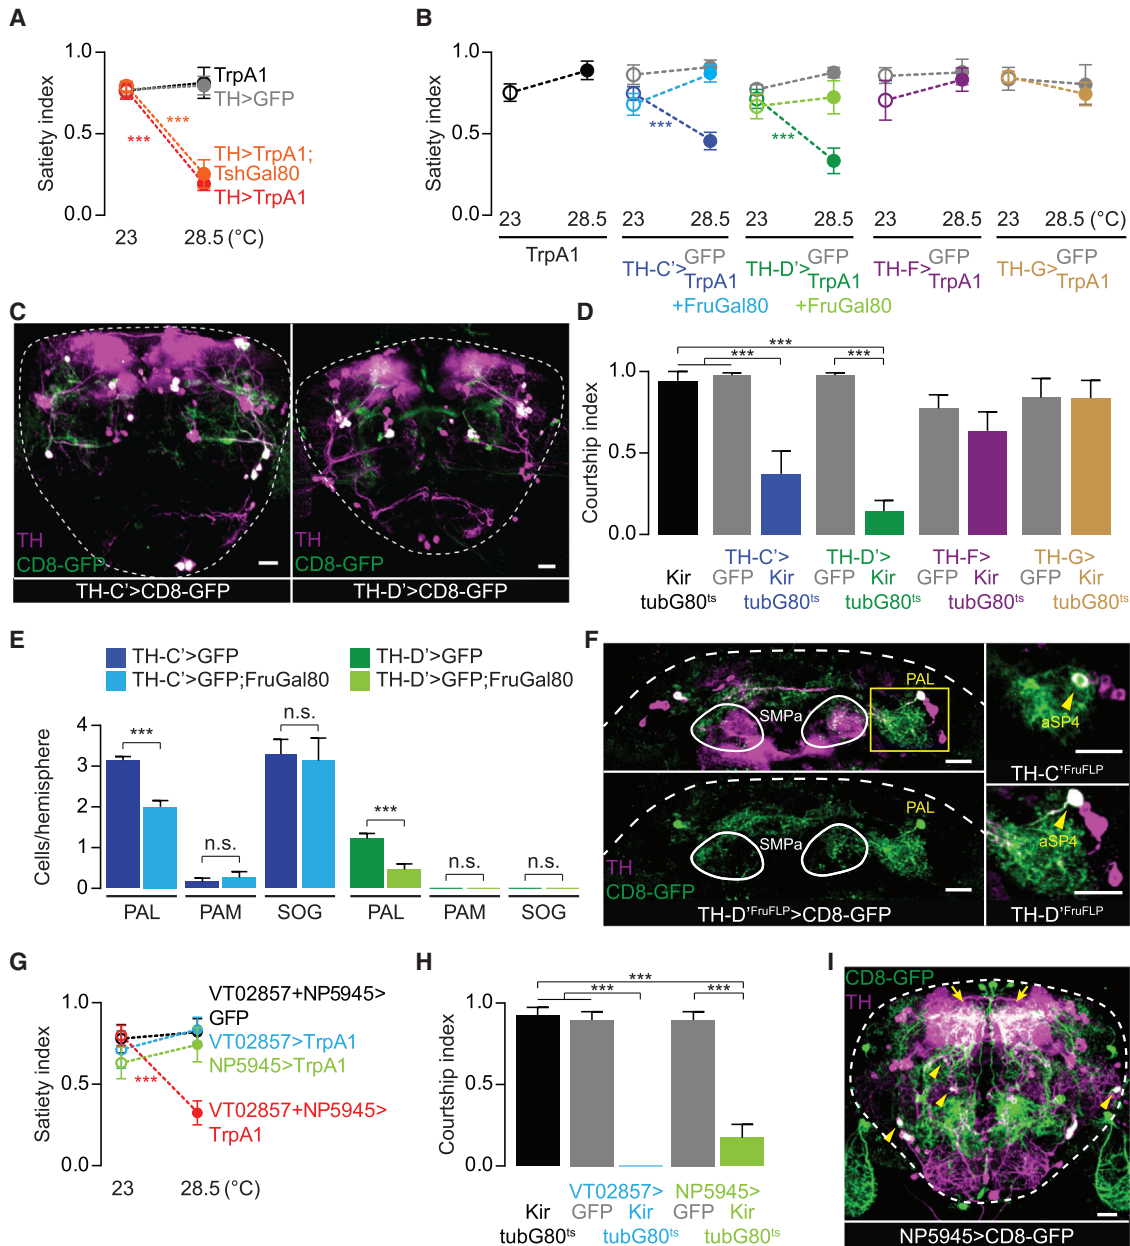 A
Satiety index
1.0
0.5
0.0
TrpA1
TH>GFP
***
***
TH>TrpA1;
TshGal80
TH>TrpA1
23 28.5 (°C)
B
Satiety index
1.0
0.5
0.0
***
***
23 28.5 23 28.5 23 28.5 23 28.5 23 28.5 (°C)
TrpA1
GFP
TH-C'>TrpA1
+FruGal80
GFP
TH-D'>TrpA1
+FruGal80
GFP
TH-F>TrpA1
GFP
TH-G>TrpA1
C
TH
CD8-GFP
TH-C'>CD8-GFP
TH-D'>CD8-GFP
D
Courtship index
1.0
0.5
0.0
***
***
***
Kir
tubG80ts
TH-C'>
GFP Kir
tubG80ts
TH-D'>
GFP Kir
tubG80ts
TH-F>
GFP Kir
tubG80ts
TH-G>
GFP Kir
tubG80ts
E
TH-C'>GFP
TH-C'>GFP;FruGal80
TH-D'>GFP
TH-D'>GFP;FruGal80
Cells/hemisphere
3
2
1
0
***
n.s.
n.s.
***
n.s.
n.s.
PAL PAM SOG PAL PAM SOG
F
PAL
SMPa
PAL
SMPa
TH
CD8-GFP
TH-D'FruFLP>CD8-GFP
aSP4
TH-C'FruFLP
aSP4
TH-D'FruFLP
G
Satiety index
1.0
0.5
0.0
VT02857+NP5945>
GFP
VT02857>TrpA1
NP5945>TrpA1
***
VT02857+NP5945>
TrpA1
23 28.5 (°C)
H
Courtship index
1.0
0.5
0.0
***
***
***
Kir
tubG80ts
VT02857>
GFP Kir
tubG80ts
NP5945>
GFP Kir
tubG80ts
I
CD8-GFP
TH
NP5945>CD8-GFP